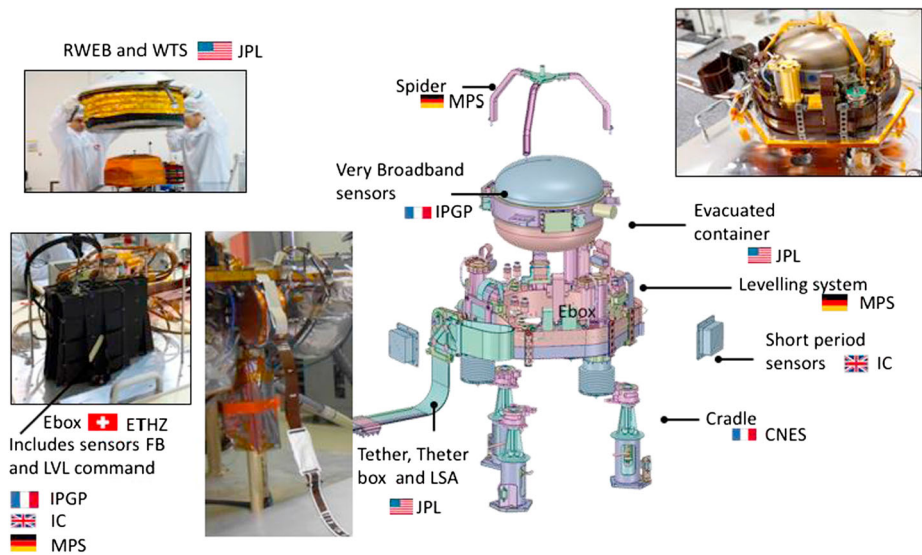 RWEB and WTS JPL
Spider
MPS
Very Broadband
sensors
IPGP
Evacuated
container
JPL
Levelling system
MPS
Ebox
Short period
sensors IC
Cradle
CNES
Tether, Theter
box and LSA
JPL
Ebox ETHZ
Includes sensors FB
and LVL command
IPGP
IC
MPS